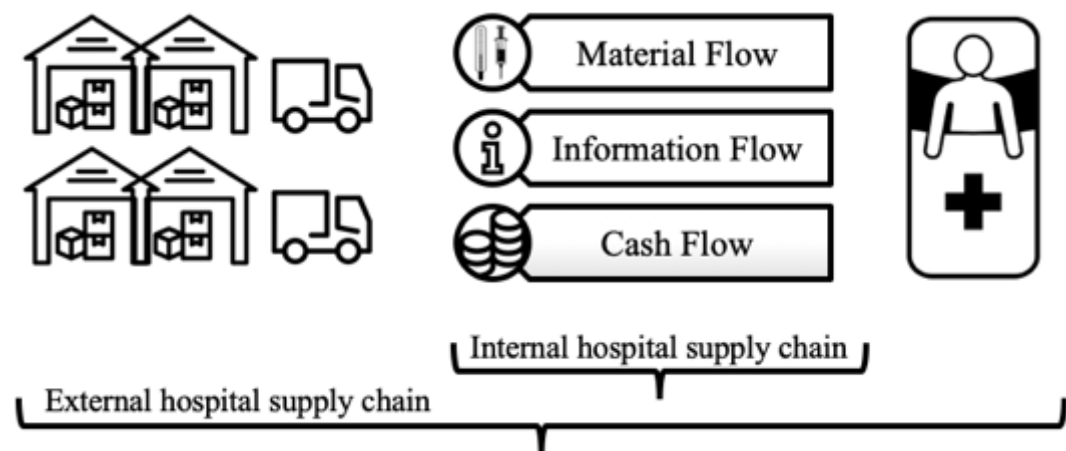 Material Flow
Information Flow
Cash Flow
Internal hospital supply chain
External hospital supply chain